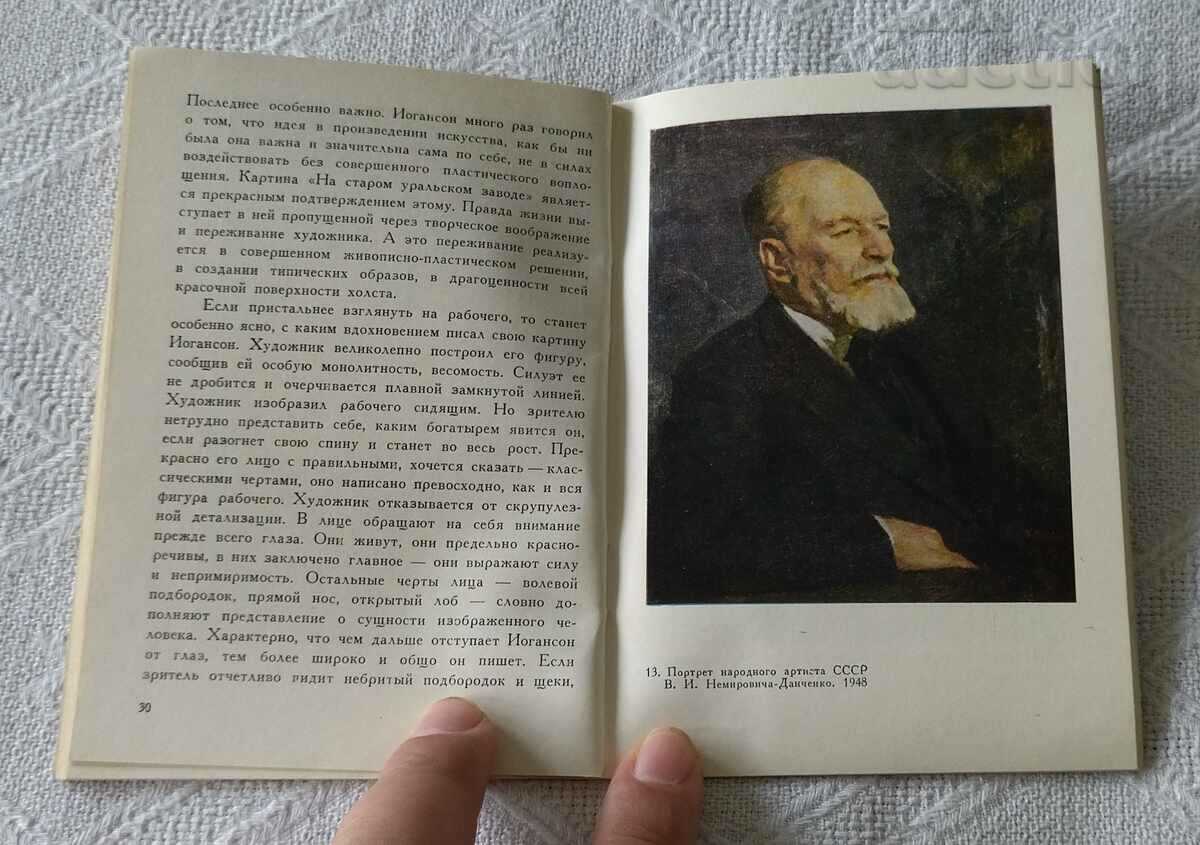 Последнее особенно важно. Иогансон много раз говорил
о том, что идея в произведении искусства, как бы ни
была она важна и значительна сама по себе, не в силах
воздействовать без совершенного пластического вопло-
щения. Картина «На старом уральском заводе» являет-
ся прекрасным подтверждением этому. Правда жизни вы-
ступает в ней пропущенной через творческое воображение
и переживание художника. А это переживание реализу-
ется в совершенном живописно-пластическом решении,
в создании типических образов, в драгоценности всей
красочной поверхности холста.
Если пристальнее взглянуть на рабочего, то станет
особенно ясно, с каким вдохновением писал свою картину
Иогансон. Художник великолепно построил его фигуру,
сообщив ей особую монолитность, весомость. Силуэт ее
не дробится и очерчивается плавной замкнутой линией.
Художник изобразил рабочего сидящим. Но зрителю
нетрудно представить себе, каким богатырем явится он,
если разогнет свою спину и станет во весь рост. Пре-
красно его лицо с правильными, хочется сказать — клас-
сическими чертами, оно написано превосходно, как и вся
фигура рабочего. Художник отказывается от скрупулез-
ной детализации. В лице обращают на себя внимание
прежде всего глаза. Они живут, они предельно красно-
речивы, в них заключено главное — они выражают силу
и непримиримость. Остальные черты лица — волевой
подбородок, прямой нос, открытый лоб — словно до-
полняют представление о сущности изображенного че-
ловека. Характерно, что чем дальше отступает Иогансон
от глаз, тем более широко и общо он пишет. Если
зритель отчетливо видит небритый подбородок и щеки,
30
13. Портрет народного артиста СССР
В. И. Немировича-Данченко. 1948